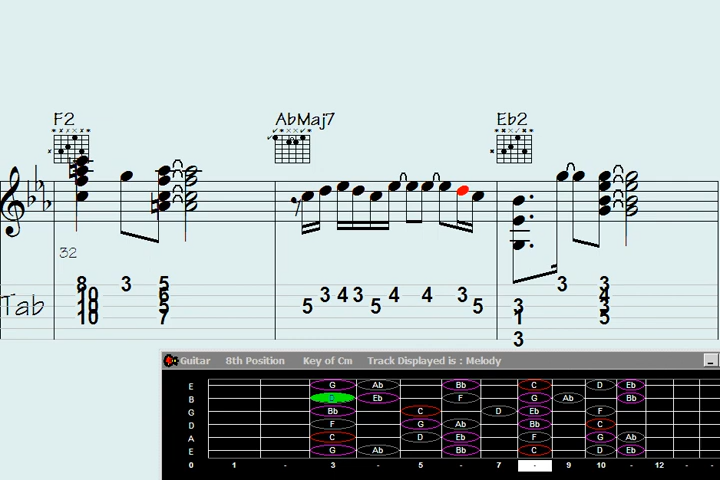 F2 AbMaj7 Eb2
32
8 3 5 3 3
10 6 3 4 3 3 4 4 3 4
10 5 5 5 5 3 3
10 7 1 5
3
Tab
Guitar 8th Position Key of Cm Track Displayed is : Melody
E G Ab Bb C D Eb
B D Eb F G Ab Bb
G Bb C D Eb F
D F G Ab Bb C
A C D Eb F G Ab
E G Ab Bb C D Eb
0 1 - 3 - 5 - 7 - 9 10 - 12 - -